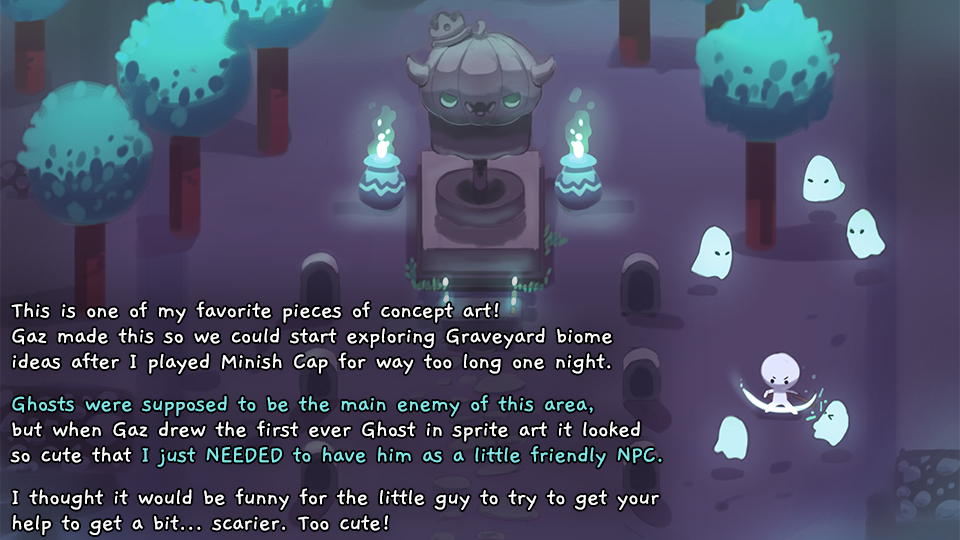 This is one of my favorite pieces of concept art!
Gaz made this so we could start exploring Graveyard biome
ideas after I played Minish Cap for way too long one night.
Ghosts were supposed to be the main enemy of this area,
but when Gaz drew the first ever Ghost in sprite art it looked
so cute that I just NEEDED to have him as a little friendly NPC.
I thought it would be funny for the little guy to try to get your
help to get a bit... scarier. Too cute!